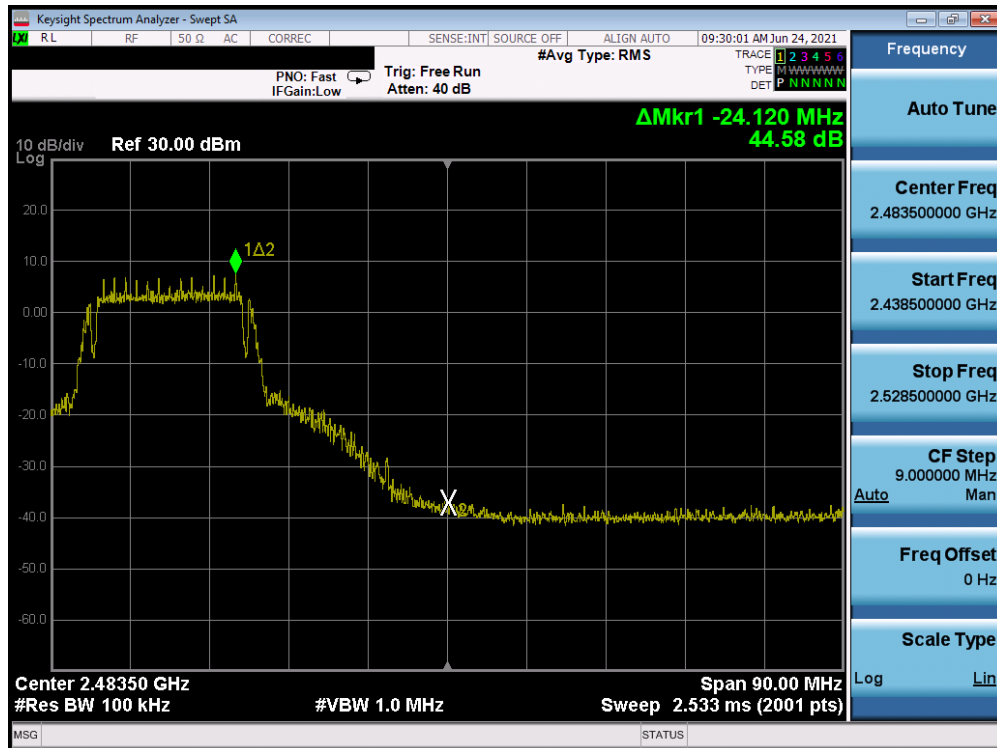 Keysight Spectrum Analyzer - Swept SA
LXI RL RF 50 Ω AC CORREC SENSE:INT SOURCE OFF ALIGN AUTO 09:30:01 AM Jun 24, 2021
#Avg Type: RMS TRACE 1 2 3 4 5 6
PNO: Fast Trig: Free Run TYPE M W W W W W
IFGain:Low Atten: 40 dB DET P N N N N N
ΔMkr1 -24.120 MHz
44.58 dB
10 dB/div Ref 30.00 dBm
Log
20.0
1Δ2
10.0
0.00
-10.0
-20.0
-30.0
-40.0
-50.0
-60.0
Center 2.48350 GHz Span 90.00 MHz
#Res BW 100 kHz #VBW 1.0 MHz Sweep 2.533 ms (2001 pts)
MSG STATUS
Frequency
Auto Tune
Center Freq
2.483500000 GHz
Start Freq
2.438500000 GHz
Stop Freq
2.528500000 GHz
CF Step
9.000000 MHz
Auto Man
Freq Offset
0 Hz
Scale Type
Log Lin